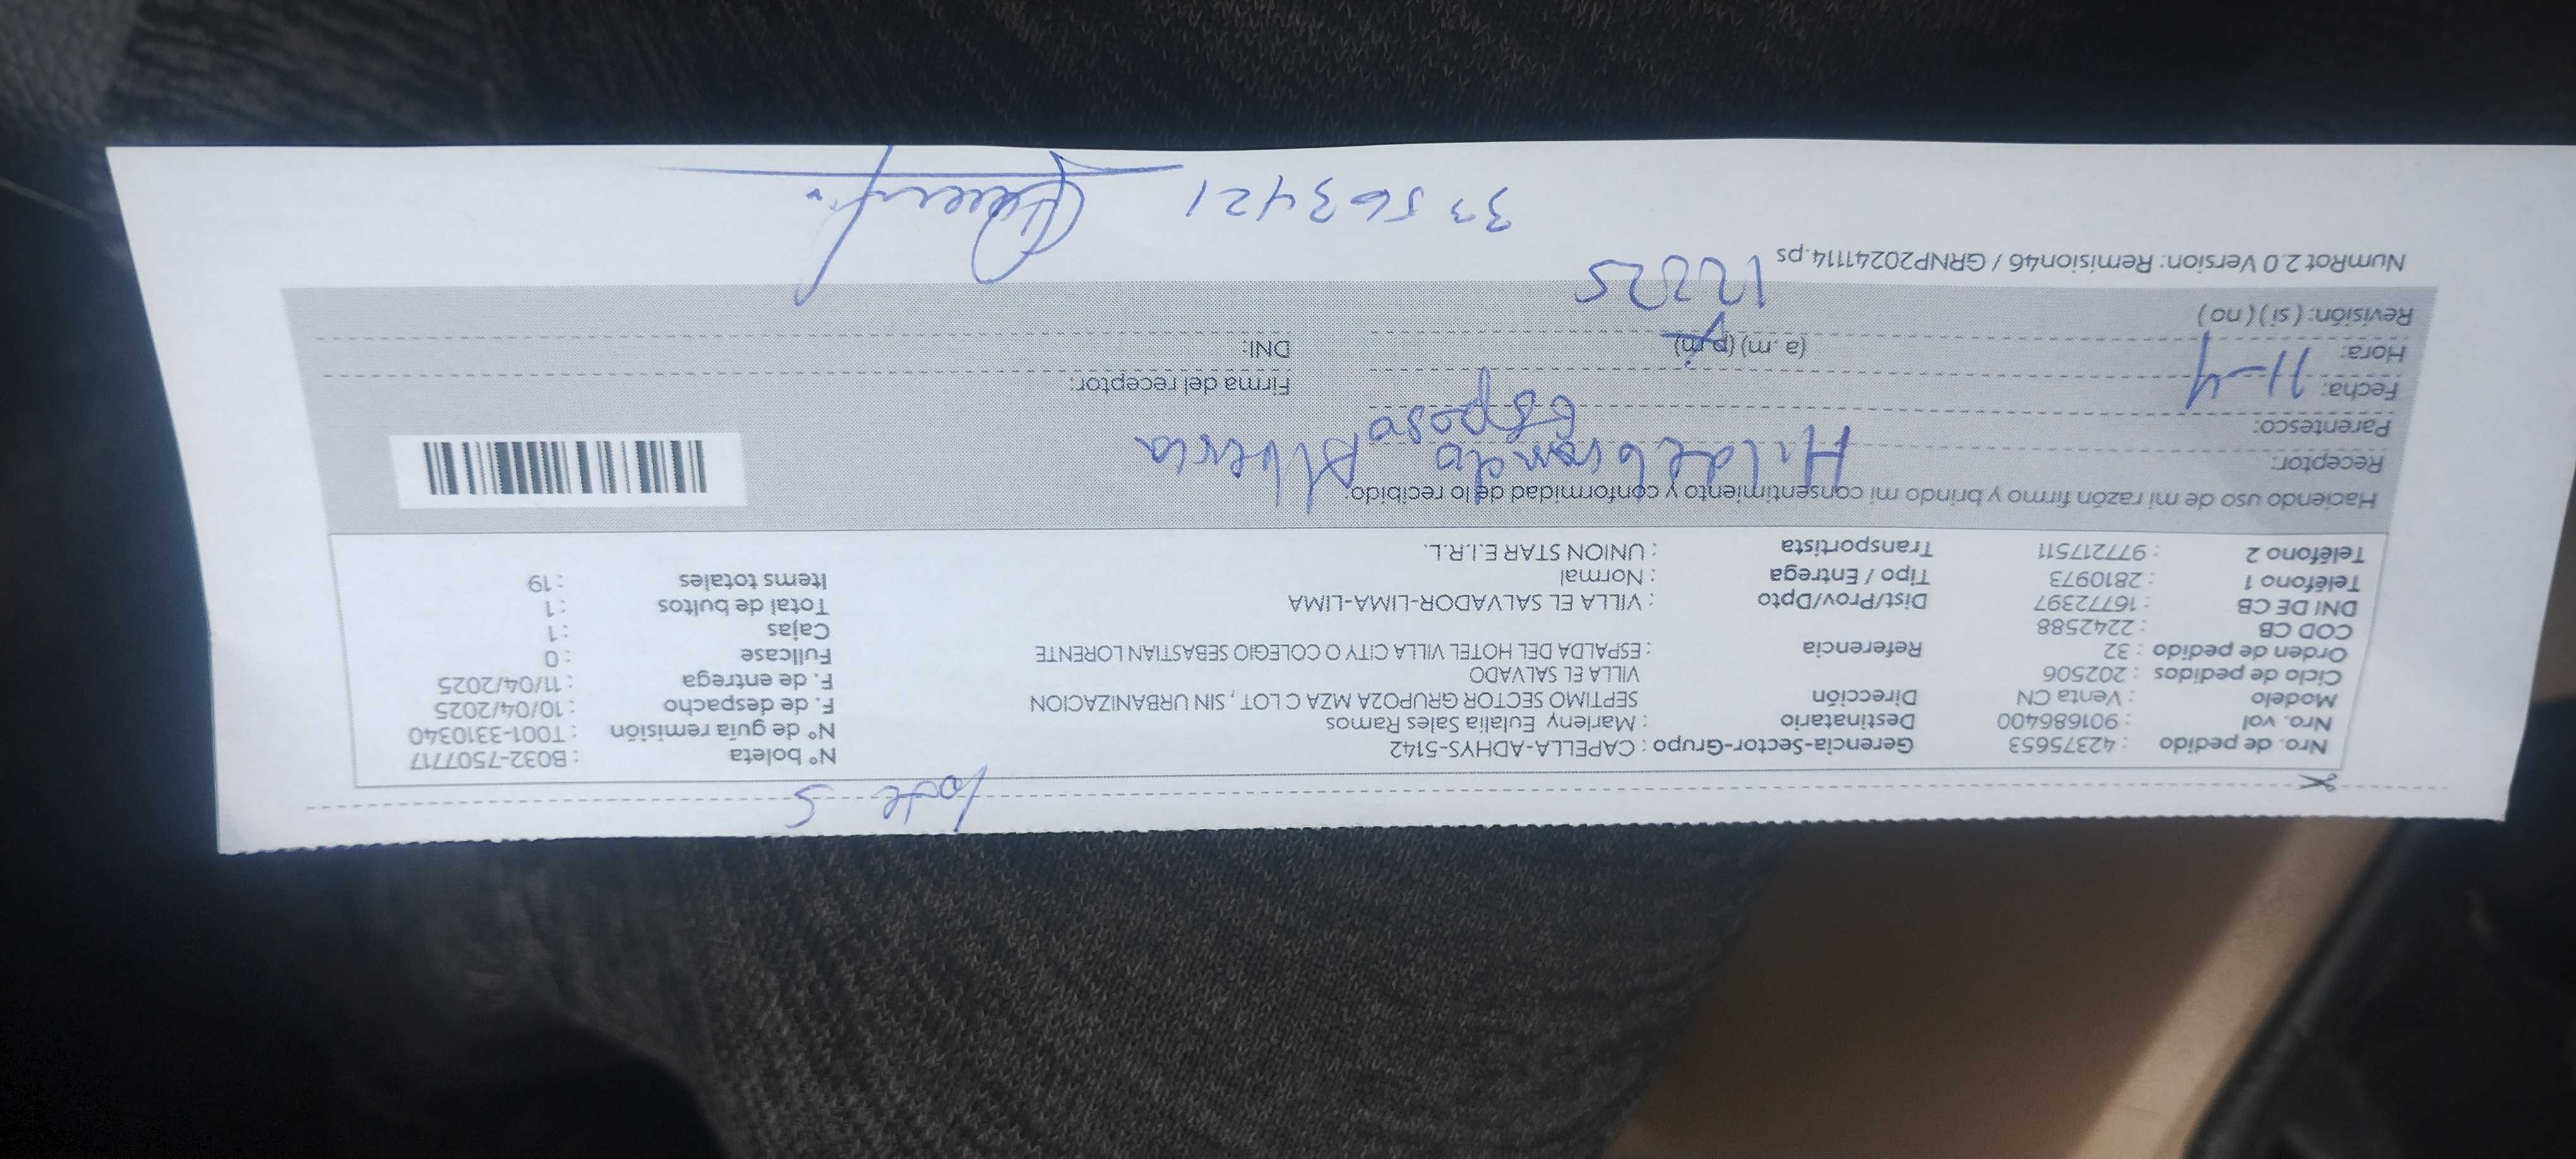 Jose S
Nro. de pedido : 42375653 Gerencia-Sector-Grupo : CAPELLA-ADHYS-5142 N° boleta : B032-7507717
Nro. vol : 901686400 Destinatario : Marleny Eulalia Sales Ramos N° de guía remisión : T001-3310340
Modelo : Venta CN Dirección SEPTIMO SECTOR GRUPOZA MZA C LOT , SIN URBANIZACION F. de despacho : 10/04/2025
Ciclo de pedidos : 202506 VILLA EL SALVADO F. de entrega : 11/04/2025
Orden de pedido : 32 Referencia : ESPALDA DEL HOTEL VILLA CITY O COLEGIO SEBASTIAN LORENTE Fullcase : 0
COD CB : 2242588 Cajas : 1
DNI DE CB : 16772397 Dist/Prov/Dpto : VILLA EL SALVADOR-LIMA-LIMA Total de bultos : 1
Teléfono 1 : 2810973 Tipo / Entrega : Normal Items totales : 19
Teléfono 2 : 977217511 Transportista : UNION STAR E.I.R.L.
Haciendo uso de mi razón firmo y brindo mi consentimiento y conformidad de lo recibido:
Receptor: Hildebrando
Parentesco: Esposo
Fecha: 11-4 Firma del receptor:
Hora: (a. m) (p m) DNI:
Revisión: ( si ) ( no )
NumRot 2.0 Version: Remision46 / GRNP20241114.ps
33563421